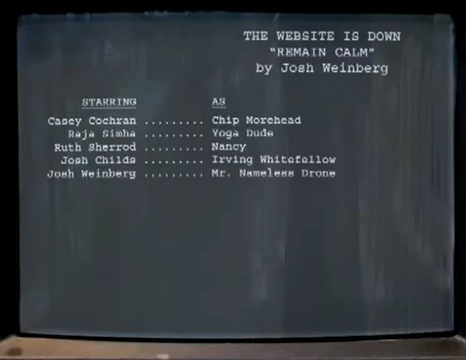 THE WEBSITE IS DOWN
"REMAIN CALM"
by Josh Weinberg
STARRING AS
Casey Cochran ......... Chip Morehead
Raja Simha ......... Yoga Dude
Ruth Sherrod ......... Nancy
Josh Childs ......... Irving Whitefellow
Josh Weinberg ......... Mr. Nameless Drone